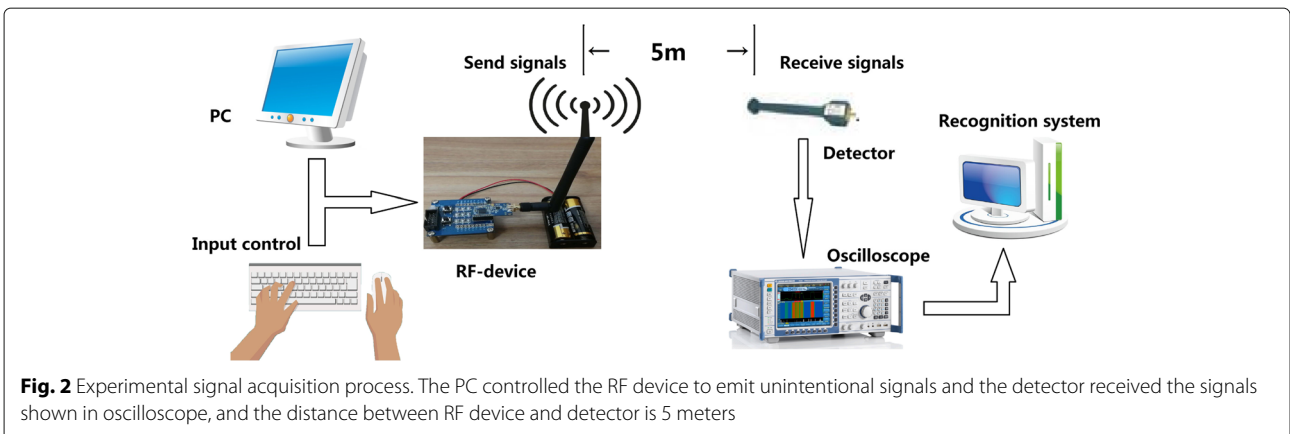 ← 5m →
Send signals
Receive signals
PC
Recognition system
Detector
Input control
Oscilloscope
RF-device
Fig. 2 Experimental signal acquisition process. The PC controlled the RF device to emit unintentional signals and the detector received the signals
shown in oscilloscope, and the distance between RF device and detector is 5 meters